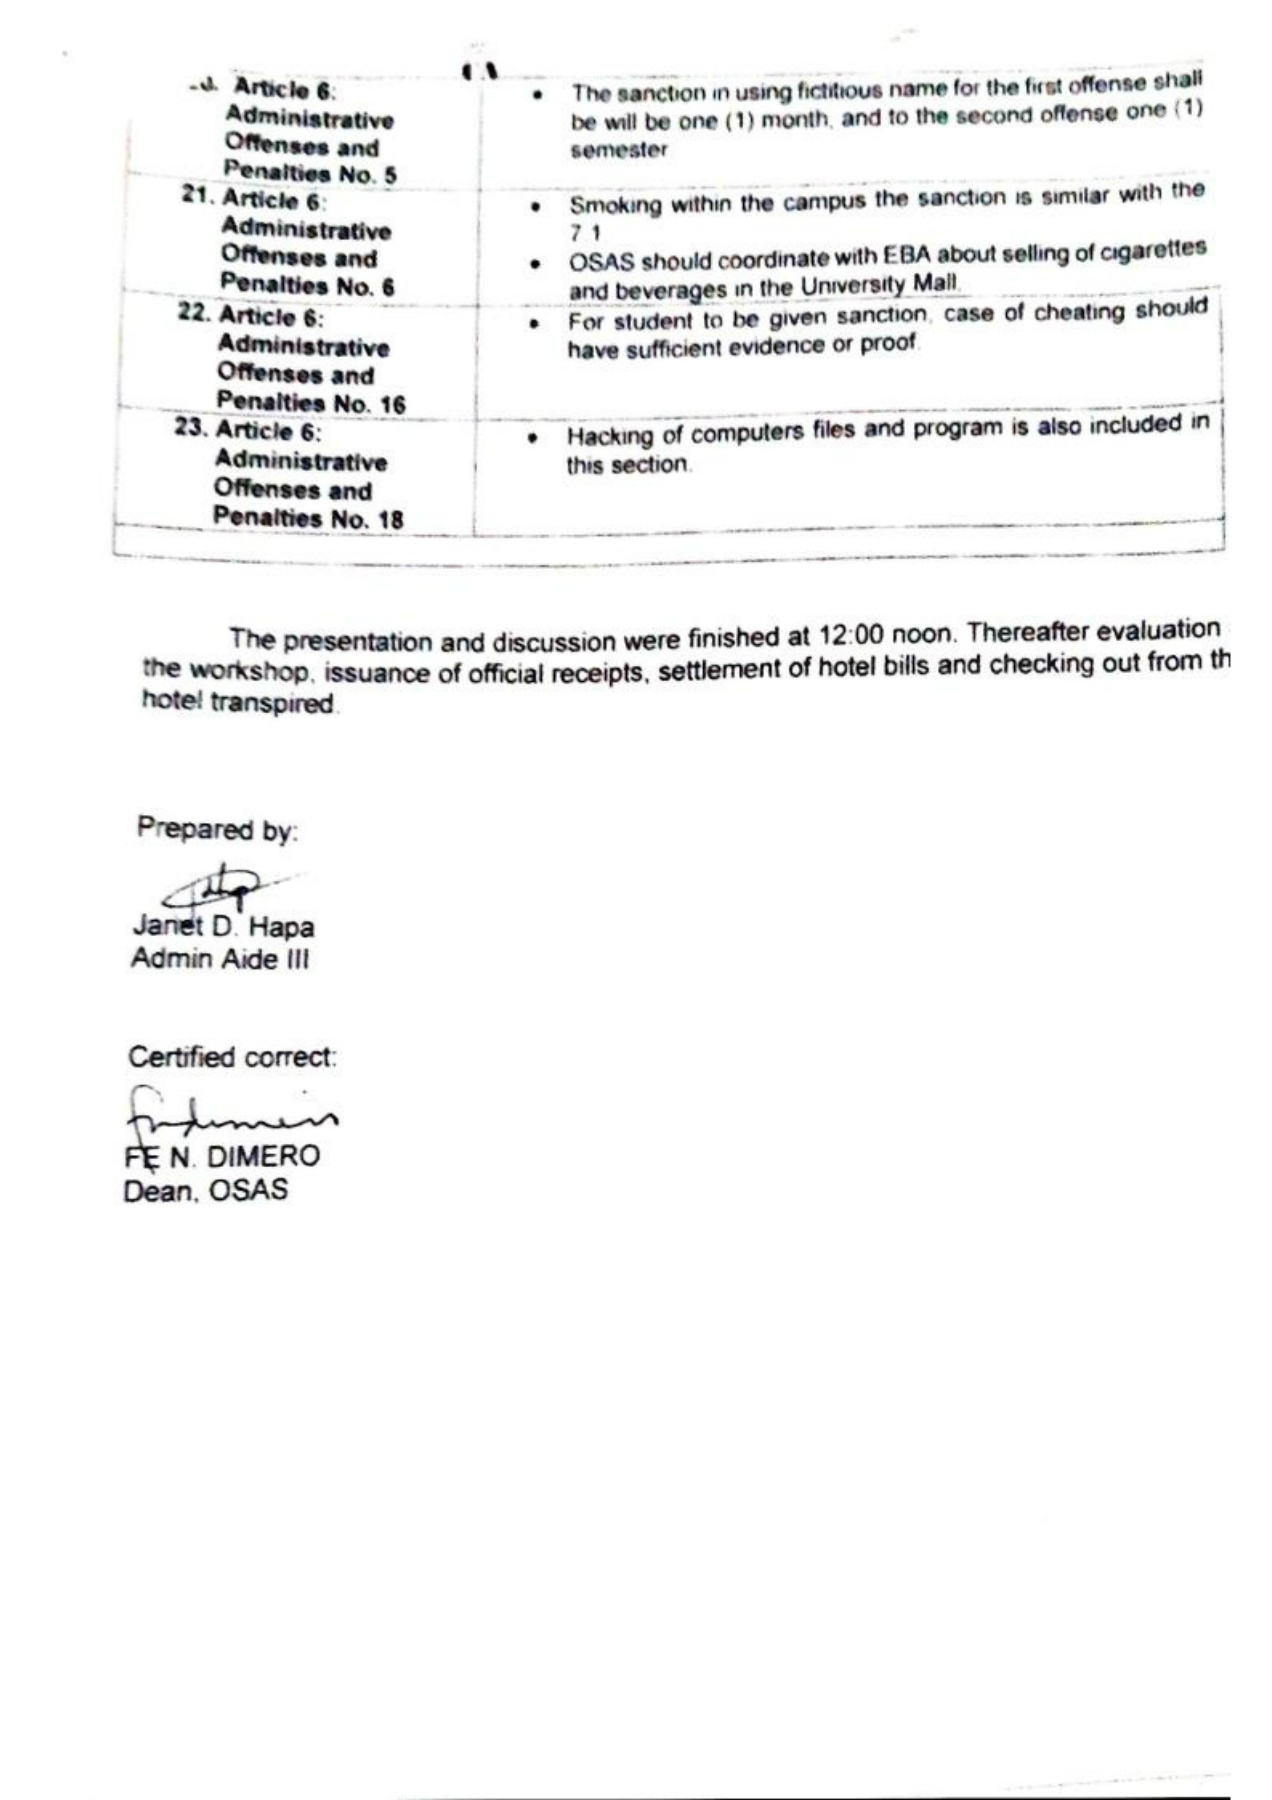 Article 6:
Administrative
Offenses and
Penalties No. 5
• The sanction in using fictitious name for the first offense shall
be will be one (1) month, and to the second offense one (1)
semester
21. Article 6:
Administrative
Offenses and
Penalties No. 6
• Smoking within the campus the sanction is similar with the
7 1
• OSAS should coordinate with EBA about selling of cigarettes
and beverages in the University Mall.
22. Article 6:
Administrative
Offenses and
Penalties No. 16
• For student to be given sanction, case of cheating should
have sufficient evidence or proof.
23. Article 6:
Administrative
Offenses and
Penalties No. 18
• Hacking of computers files and program is also included in
this section.
The presentation and discussion were finished at 12:00 noon. Thereafter evaluation
the workshop, issuance of official receipts, settlement of hotel bills and checking out from th
hotel transpired.
Prepared by:
Janet D. Hapa
Admin Aide III
Certified correct:
FE N. DIMERO
Dean, OSAS